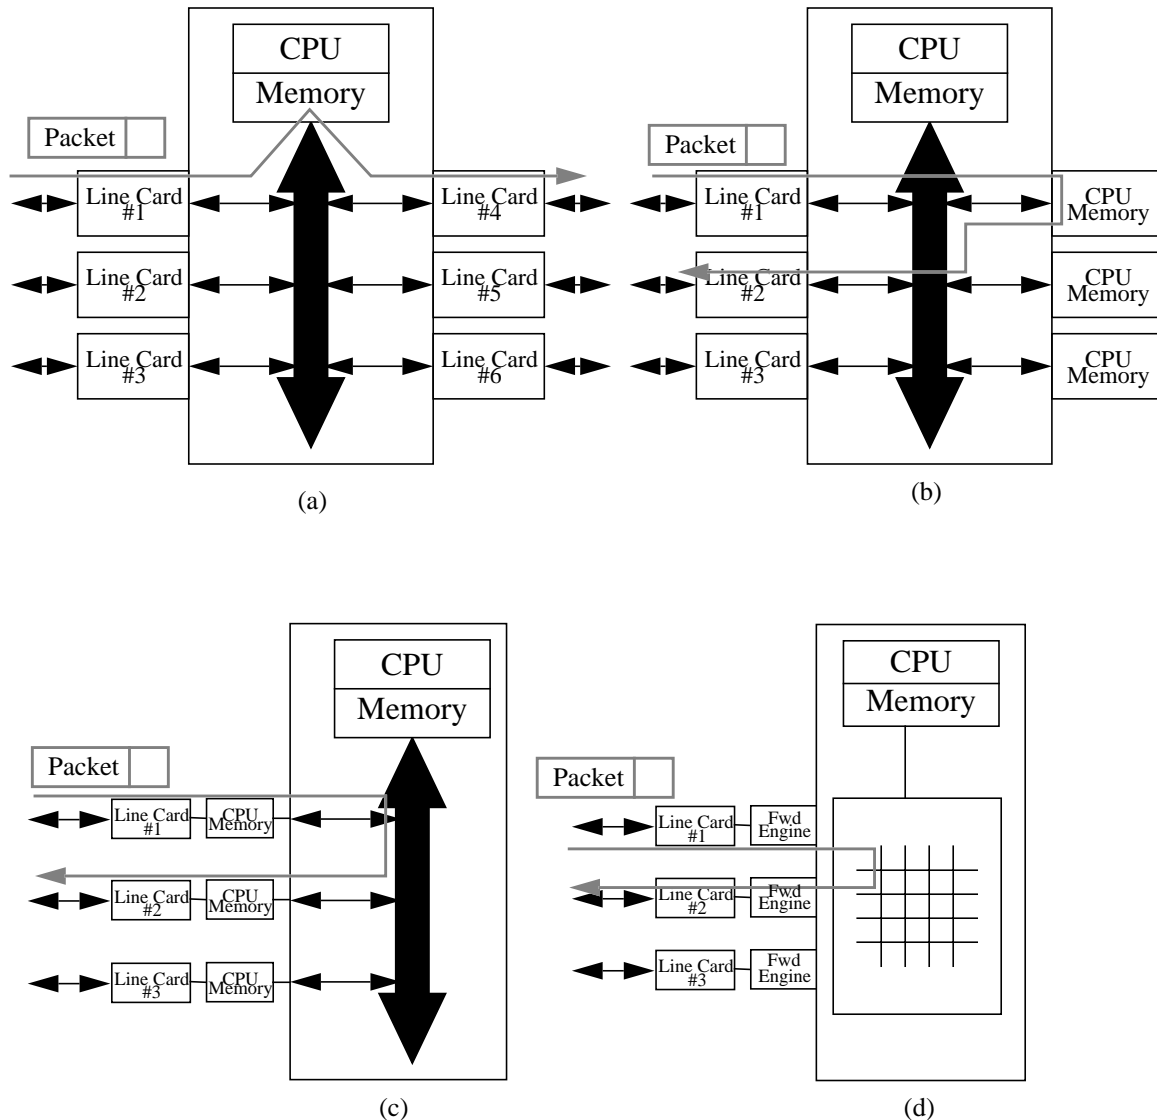 CPU
Memory
Packet
Line Card
#1
Line Card
#2
Line Card
#3
Line Card
#4
Line Card
#5
Line Card
#6
(a)
CPU
Memory
Packet
Line Card
#1
Line Card
#2
Line Card
#3
CPU
Memory
CPU
Memory
CPU
Memory
(b)
CPU
Memory
Packet
Line Card
#1
CPU
Memory
Line Card
#2
CPU
Memory
Line Card
#3
CPU
Memory
(c)
CPU
Memory
Packet
Line Card
#1
Fwd
Engine
Line Card
#2
Fwd
Engine
Line Card
#3
Fwd
Engine
(d)